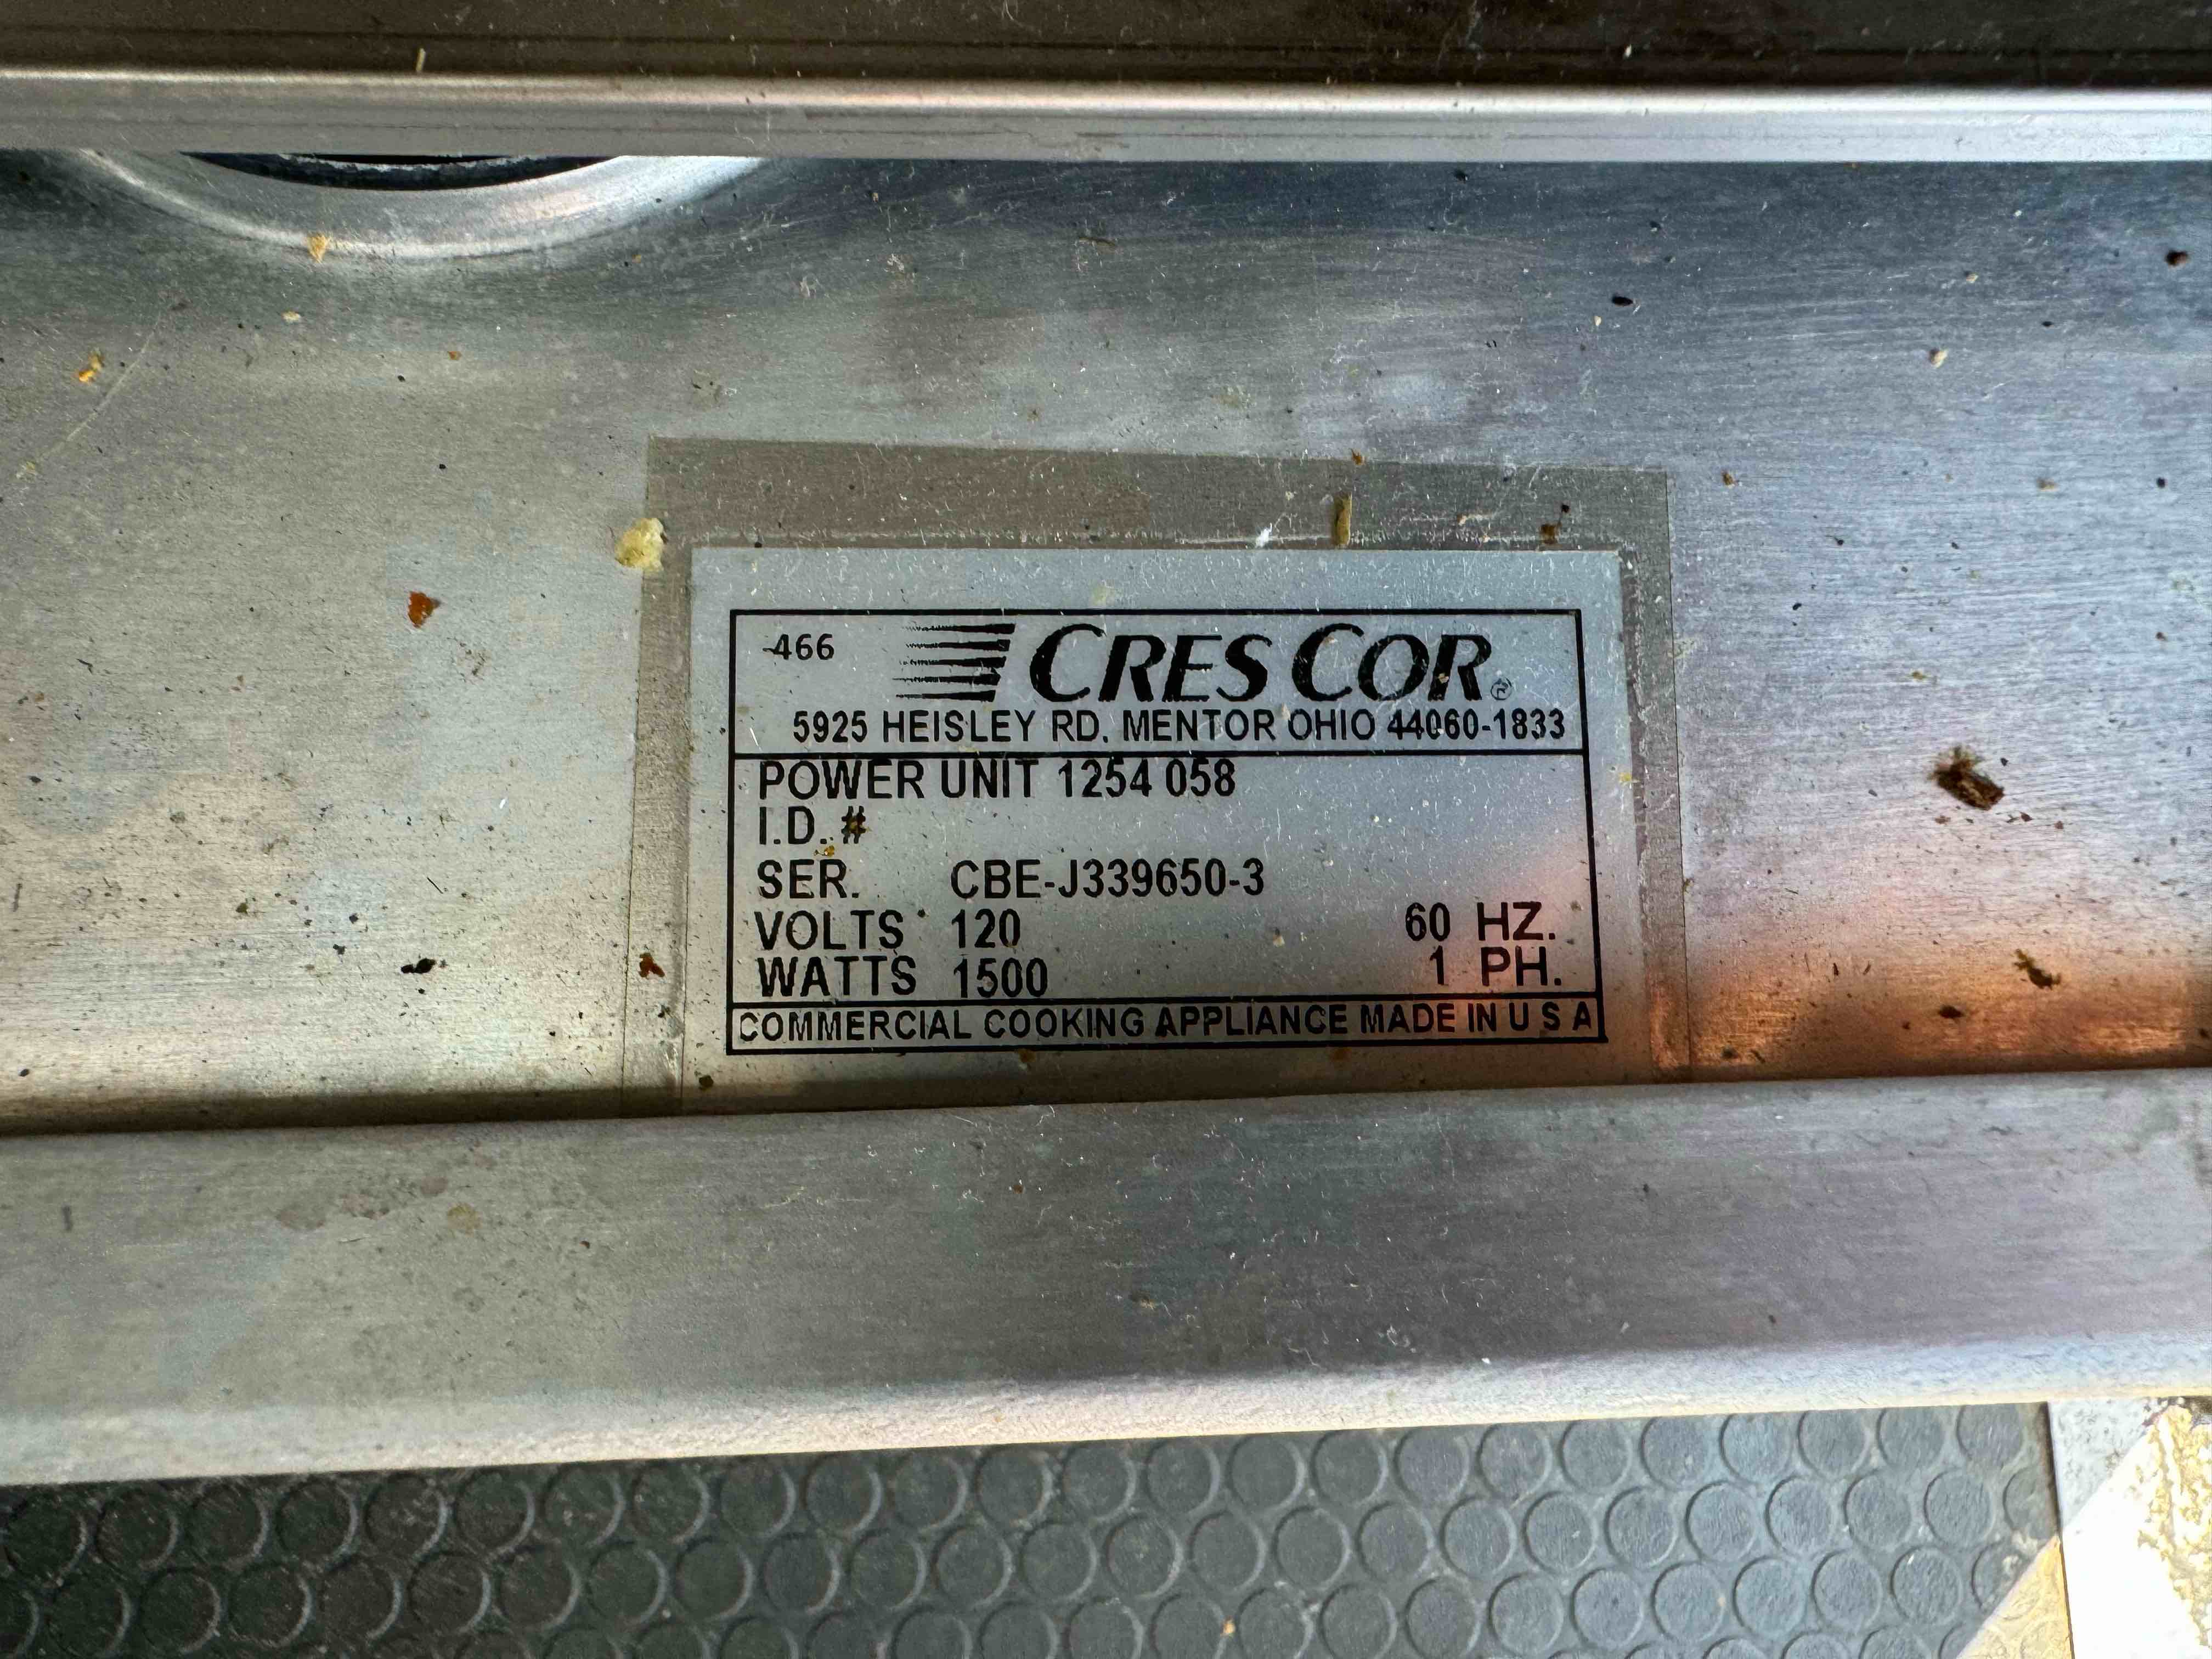 -466 CRES COR®
5925 HEISLEY RD. MENTOR OHIO 44060-1833
POWER UNIT 1254 058
I.D. #
SER. CBE-J339650-3
VOLTS 120 60 HZ.
WATTS 1500 1 PH.
COMMERCIAL COOKING APPLIANCE MADE IN U S A